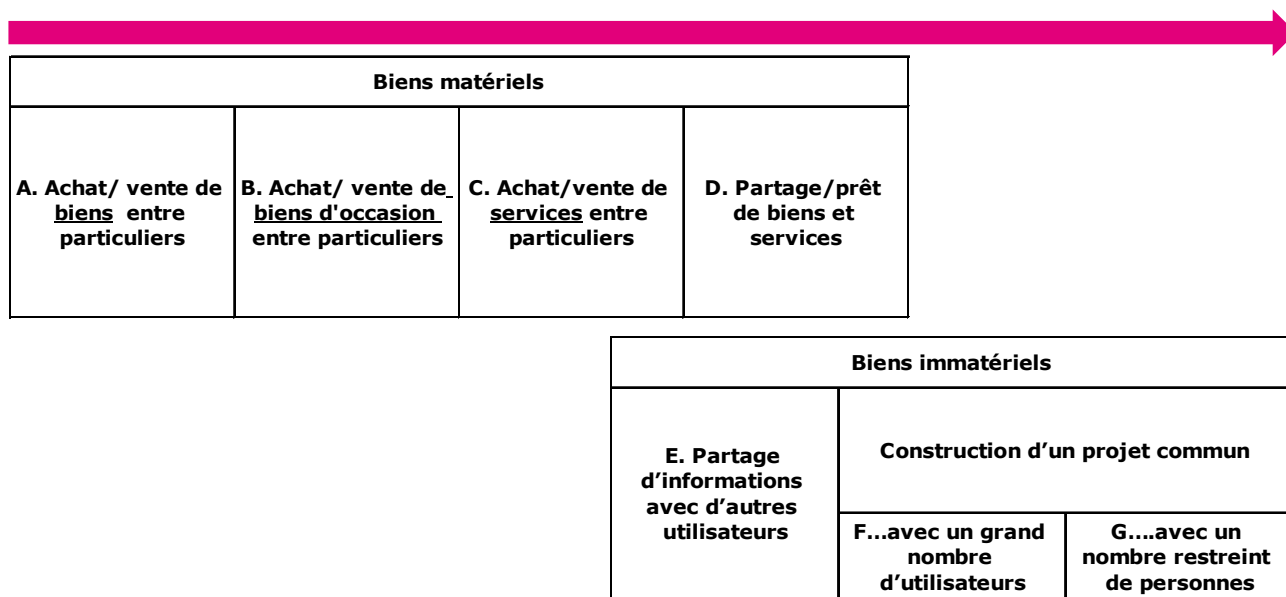 Biens matériels
A. Achat/ vente de
biens entre
particuliers
B. Achat/ vente de
biens d'occasion
entre particuliers
C. Achat/vente de
services entre
particuliers
D. Partage/prêt
de biens et
services
Biens immatériels
E. Partage
d’informations
avec d’autres
utilisateurs
Construction d’un projet commun
F...avec un grand
nombre
d’utilisateurs
G....avec un
nombre restreint
de personnes